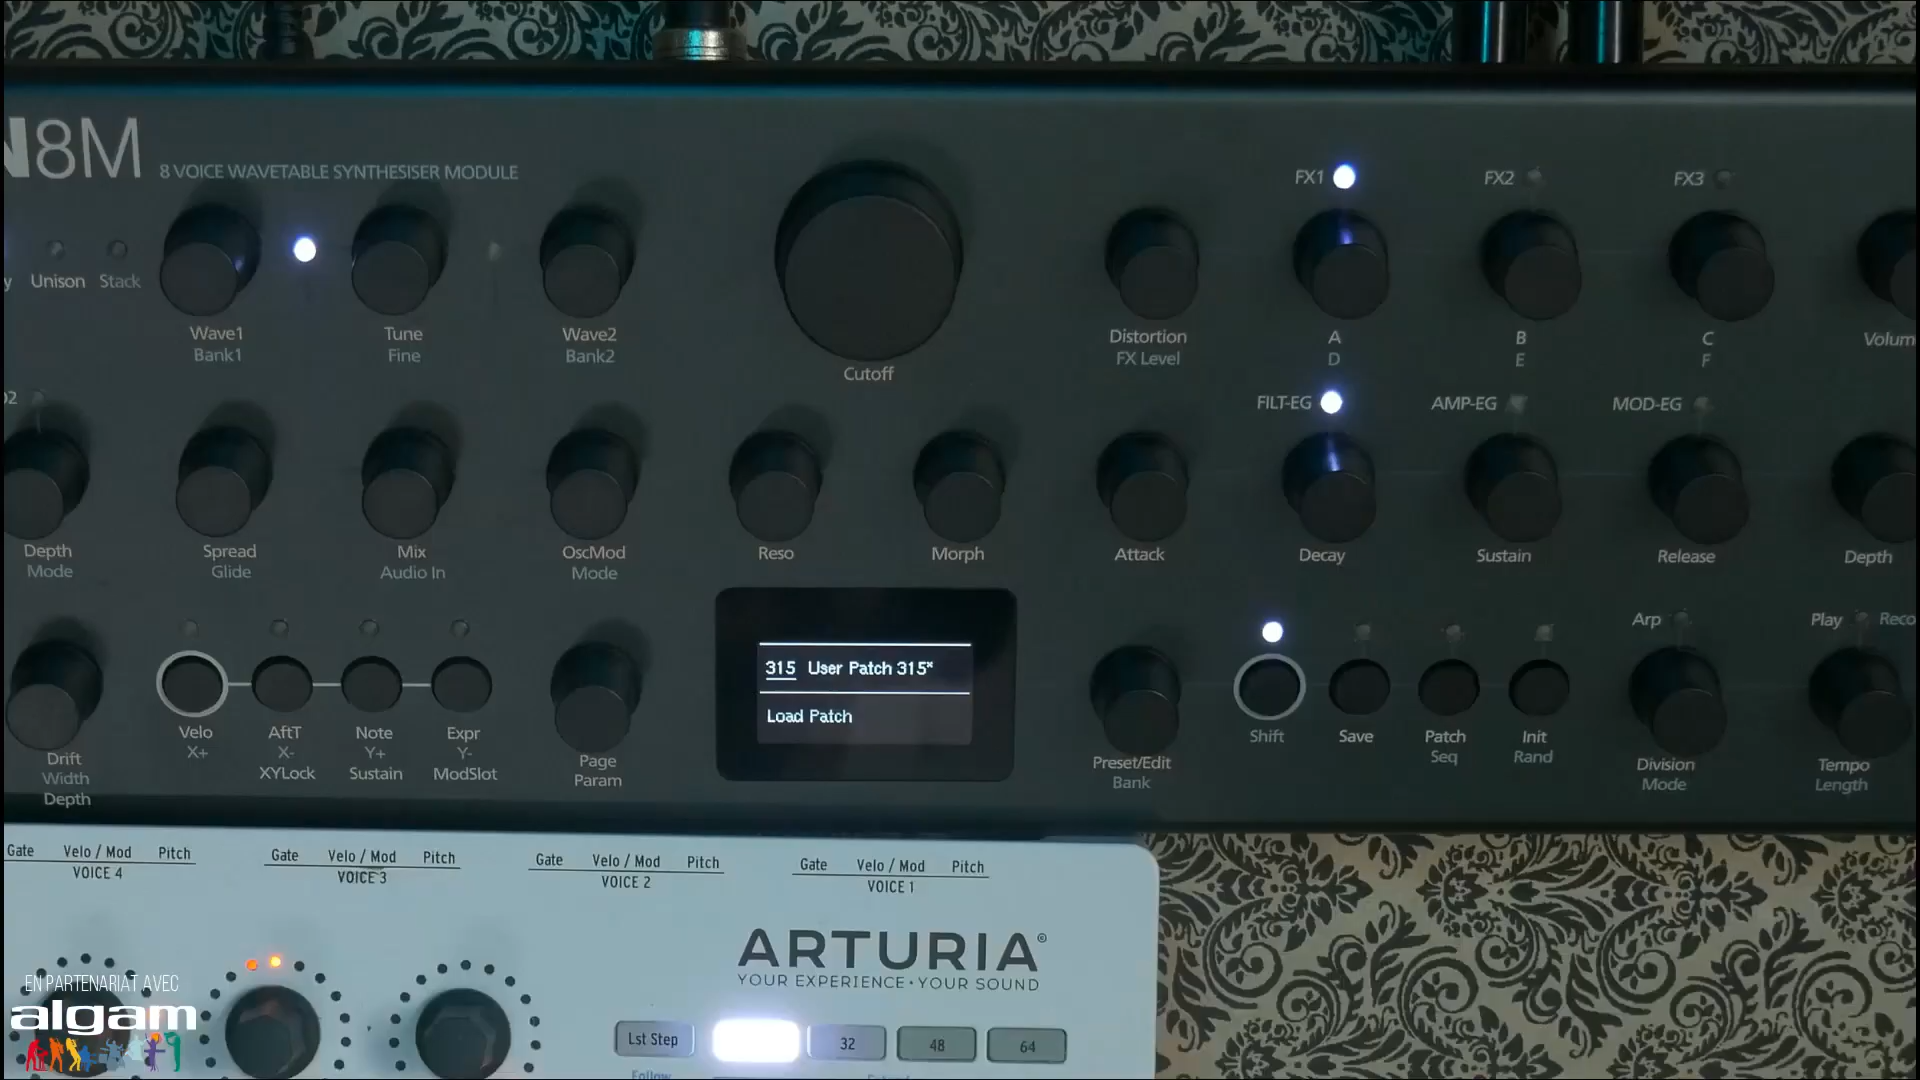 N8M
8 VOICE WAVETABLE SYNTHESISER MODULE
FX1
FX2
FX3
Unison
Stack
Wave1
Bank1
Tune
Fine
Wave2
Bank2
Cutoff
Distortion
FX Level
A
D
B
E
C
F
Volum
FILT-EG
AMP-EG
MOD-EG
Depth
Mode
Spread
Glide
Mix
Audio In
OscMod
Mode
Reso
Morph
Attack
Decay
Sustain
Release
Depth
315 User Patch 315*
Load Patch
Arp
Play
Reco
Drift
Width
Depth
Velo
X+
AftT
X-
XYLock
Note
Y+
Sustain
Expr
Y-
ModSlot
Page
Param
Preset/Edit
Bank
Shift
Save
Patch
Seq
Init
Rand
Division
Mode
Tempo
Length
Gate Velo / Mod Pitch
VOICE 4
Gate Velo / Mod Pitch
VOICE 3
Gate Velo / Mod Pitch
VOICE 2
Gate Velo / Mod Pitch
VOICE 1
ARTURIA®
YOUR EXPERIENCE • YOUR SOUND
EN PARTENARIAT AVEC
algam
Lst Step
32
48
64
Follow